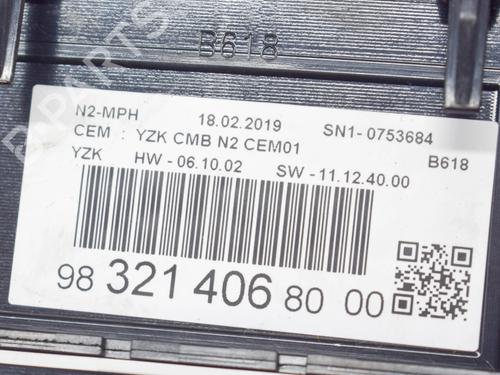 B618
N2-MPH 18.02.2019 SN1- 0753684
CEM : YZK CMB N2 CEM01
YZK HW - 06.10.02 SW - 11.12.40.00 B618
98 321 406 80 00
B-PARTS